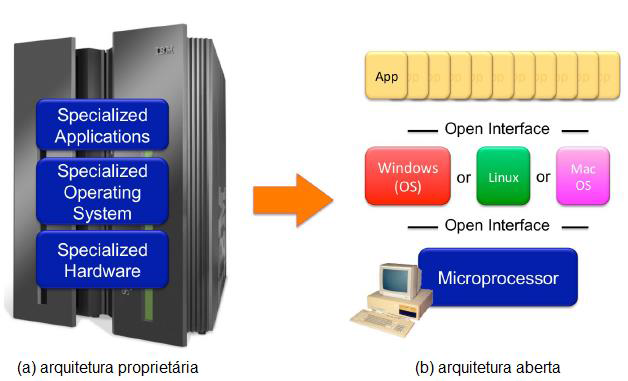 IBM
Specialized
Applications
Specialized
Operating
System
Specialized
Hardware
(a) arquitetura proprietária
App
Open Interface
Windows
(OS)
or
Linux
or
Mac
OS
Open Interface
Microprocessor
(b) arquitetura aberta